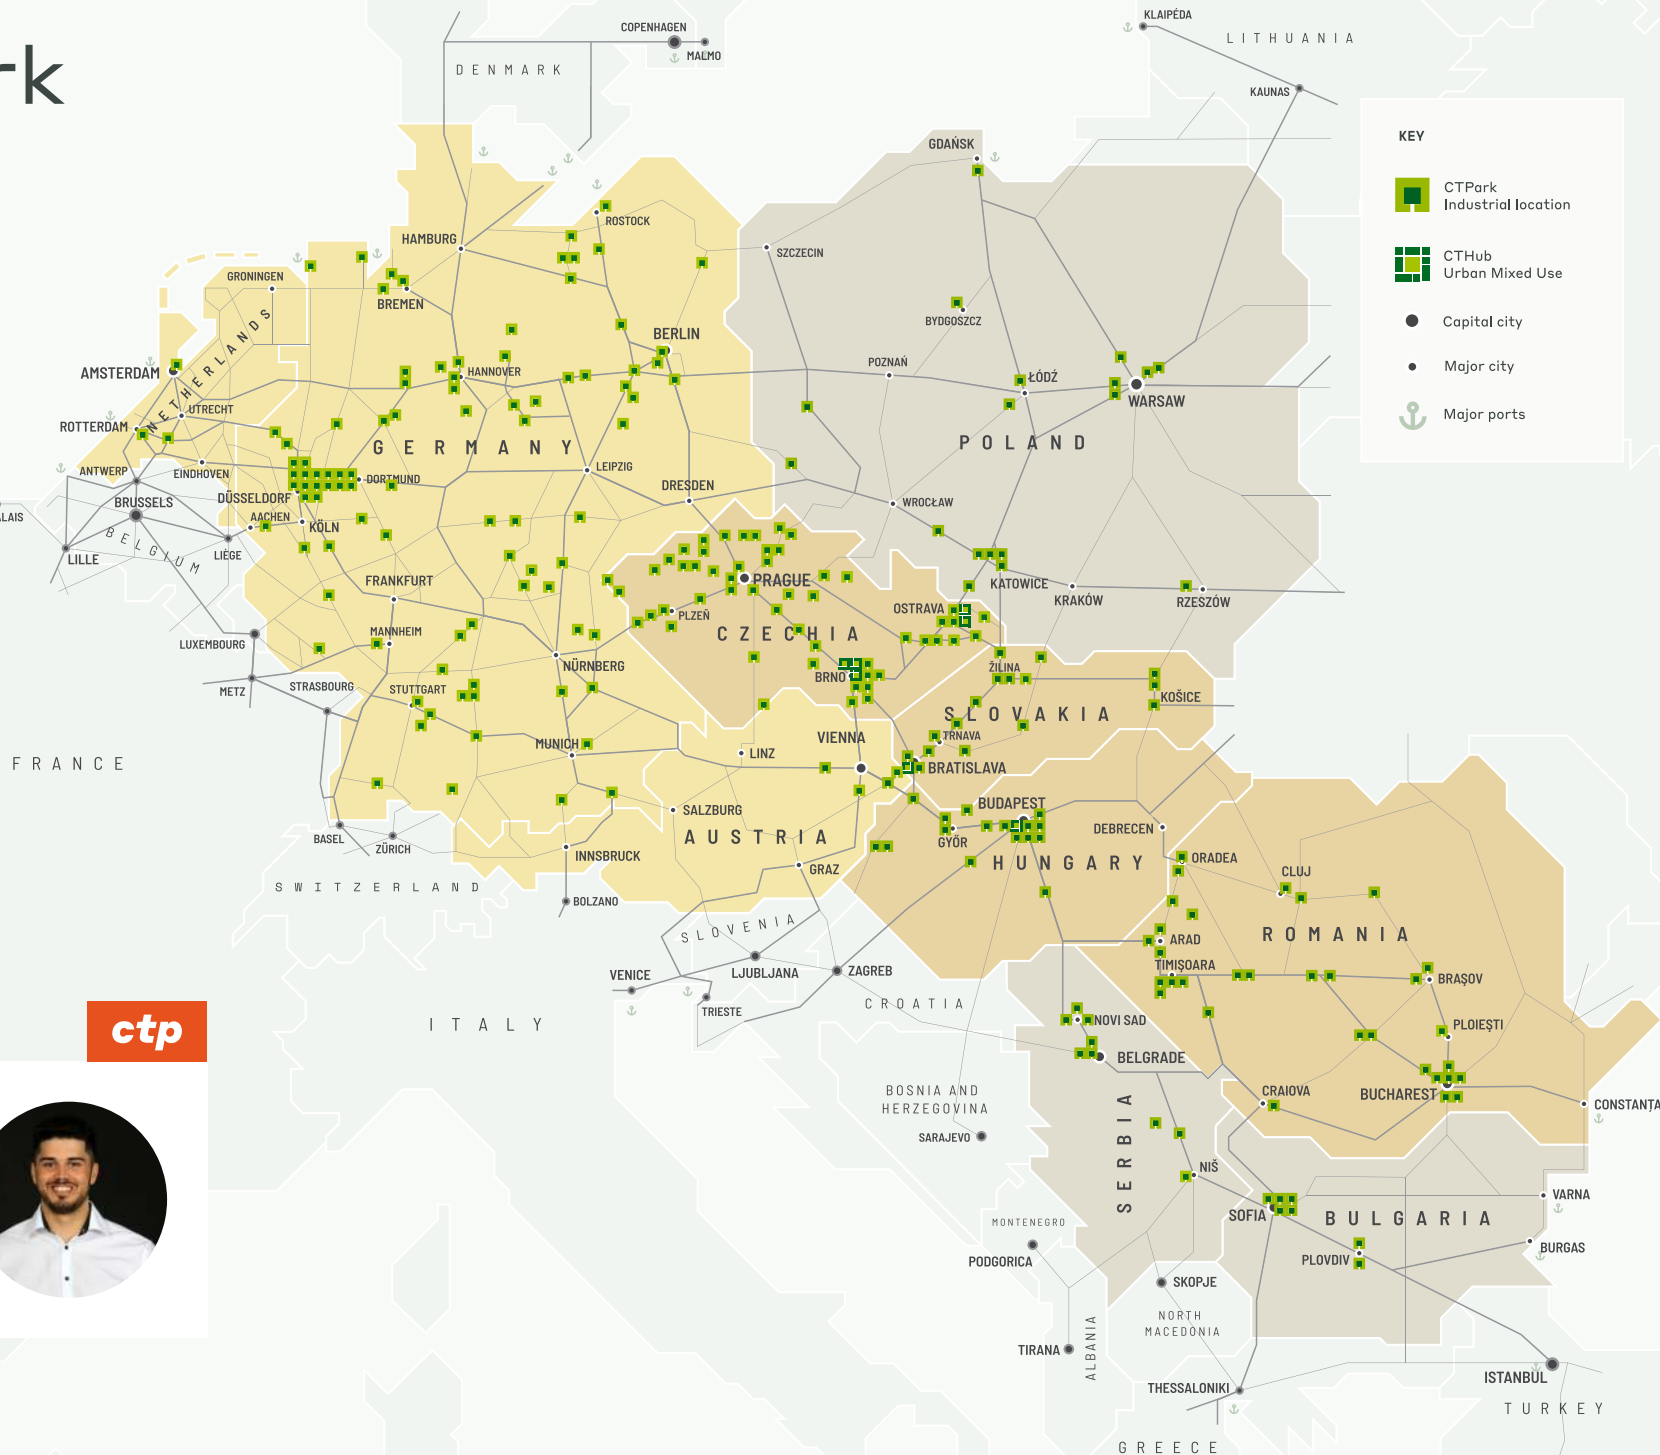 rk
COPENHAGEN
MALMO
DENMARK
KLAIPÉDA
LITHUANIA
KAUNAS
KEY
CTPark
Industrial location
CTHub
Urban Mixed Use
Capital city
Major city
Major ports
GDAŃSK
ROSTOCK
HAMBURG
SZCZECIN
GRONINGEN
BREMEN
BYDGOSZCZ
BERLIN
NETHERLANDS
AMSTERDAM
HANNOVER
POZNAŃ
ŁÓDŹ
WARSAW
UTRECHT
ROTTERDAM
GERMANY
POLAND
ANTWERP
EINDHOVEN
DORTMUND
LEIPZIG
DRESDEN
DÜSSELDORF
BRUSSELS
WROCŁAW
LAIS
AACHEN
KÖLN
BELGIUM
LIÈGE
LILLE
FRANKFURT
PRAGUE
KATOWICE
KRAKÓW
RZESZÓW
OSTRAVA
PLZEŇ
CZECHIA
MANNHEIM
LUXEMBOURG
NÜRNBERG
ŽILINA
BRNO
METZ
STRASBOURG
STUTTGART
KOŠICE
SLOVAKIA
TRNAVA
VIENNA
MUNICH
LINZ
FRANCE
BRATISLAVA
SALZBURG
BUDAPEST
DEBRECEN
AUSTRIA
BASEL
ZÜRICH
GYŐR
INNSBRUCK
HUNGARY
ORADEA
GRAZ
CLUJ
SWITZERLAND
BOLZANO
SLOVENIA
ARAD
ROMANIA
TIMIȘOARA
VENICE
LJUBLJANA
ZAGREB
BRAȘOV
TRIESTE
CROATIA
NOVI SAD
PLOIEȘTI
ITALY
ctp
BELGRADE
BOSNIA AND
HERZEGOVINA
CRAIOVA
BUCHAREST
CONSTANȚA
SARAJEVO
SERBIA
NIŠ
VARNA
SOFIA
BULGARIA
MONTENEGRO
PODGORICA
PLOVDIV
BURGAS
SKOPJE
NORTH
MACEDONIA
TIRANA
ALBANIA
THESSALONIKI
ISTANBUL
TURKEY
GREECE